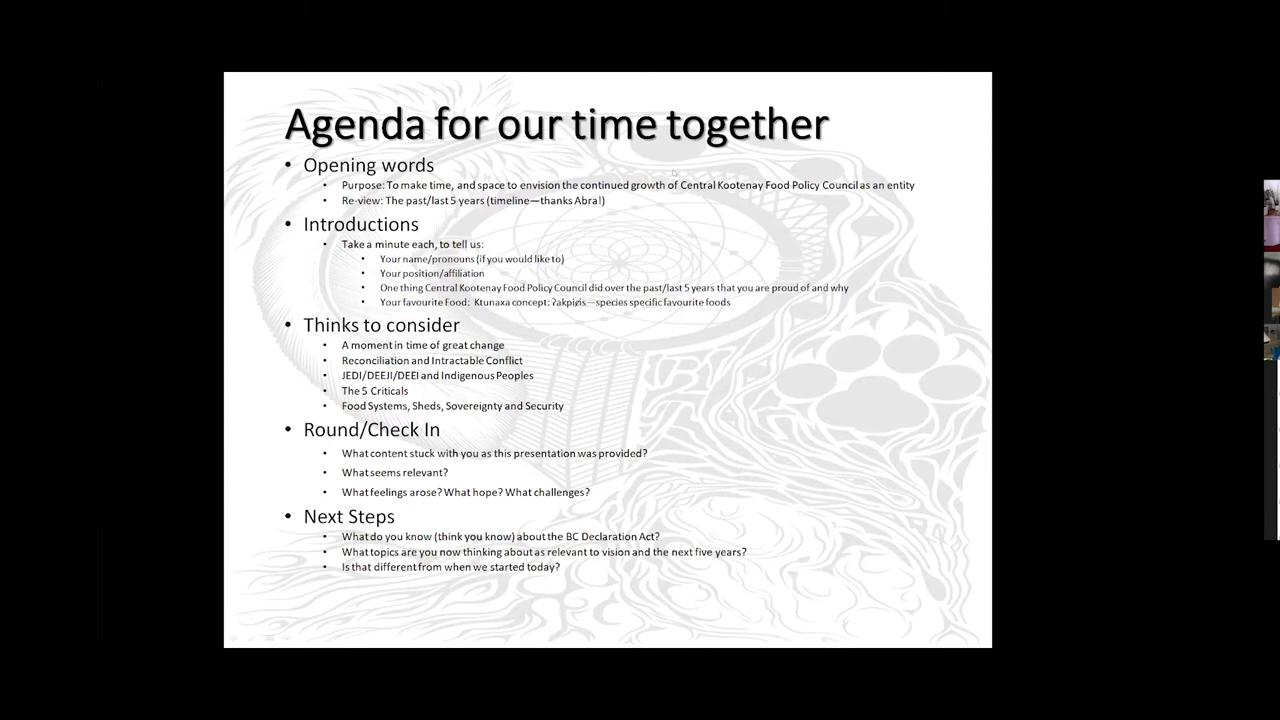 Agenda for our time together
• Opening words
• Purpose: To make time, and space to envision the continued growth of Central Kootenay Food Policy Council as an entity
• Re-view: The past/last 5 years (timeline—thanks Abra!)
• Introductions
• Take a minute each, to tell us:
• Your name/pronouns (if you would like to)
• Your position/affiliation
• One thing Central Kootenay Food Policy Council did over the past/last 5 years that you are proud of and why
• Your favourite Food: Ktunaxa concept: ʔakpiȼis—species specific favourite foods
• Thinks to consider
• A moment in time of great change
• Reconciliation and Intractable Conflict
• JEDI/DEEJI/DEEI and Indigenous Peoples
• The 5 Criticals
• Food Systems, Sheds, Sovereignty and Security
• Round/Check In
• What content stuck with you as this presentation was provided?
• What seems relevant?
• What feelings arose? What hope? What challenges?
• Next Steps
• What do you know (think you know) about the BC Declaration Act?
• What topics are you now thinking about as relevant to vision and the next five years?
• Is that different from when we started today?